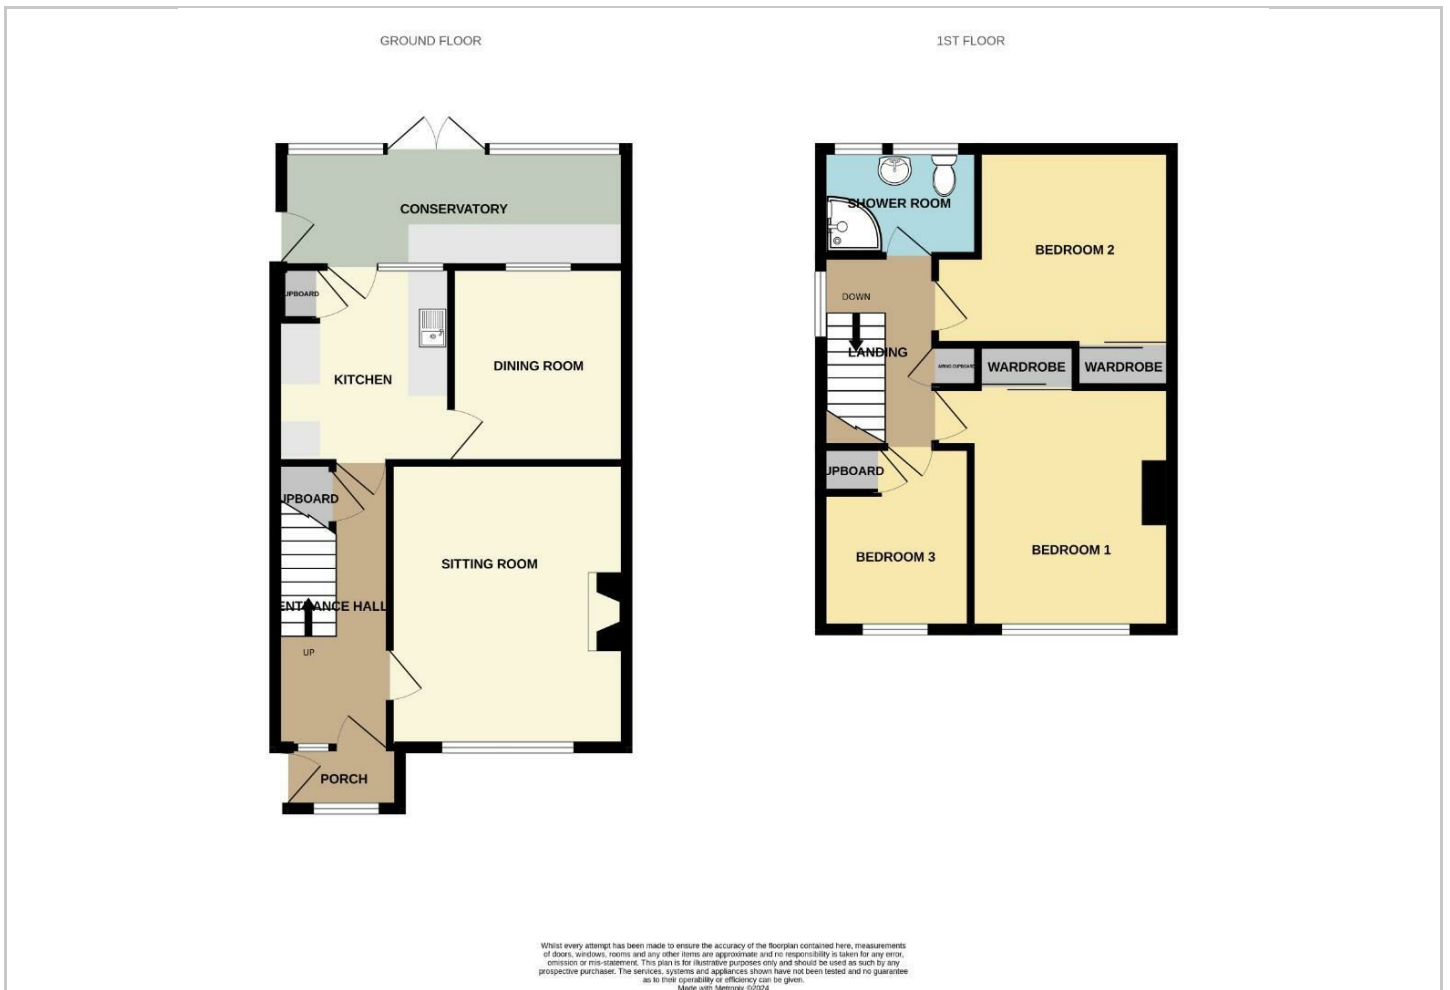 GROUND FLOOR
1ST FLOOR
CONSERVATORY
UPBOARD
KITCHEN
DINING ROOM
UPBOARD
SITTING ROOM
ENTRANCE HALL
UP
PORCH
SHOWER ROOM
BEDROOM 2
DOWN
LANDING
CUPBOARD
WARDROBE
WARDROBE
UPBOARD
BEDROOM 3
BEDROOM 1
Whilst every attempt has been made to ensure the accuracy of the floorplan contained here, measurements
of doors, windows, rooms and any other items are approximate and no responsibility is taken for any error,
omission or mis-statement. This plan is for illustrative purposes only and should be used as such by any
prospective purchaser. The services, systems and appliances shown have not been tested and no guarantee
as to their operability or efficiency can be given.
Made with Metropix ©2024